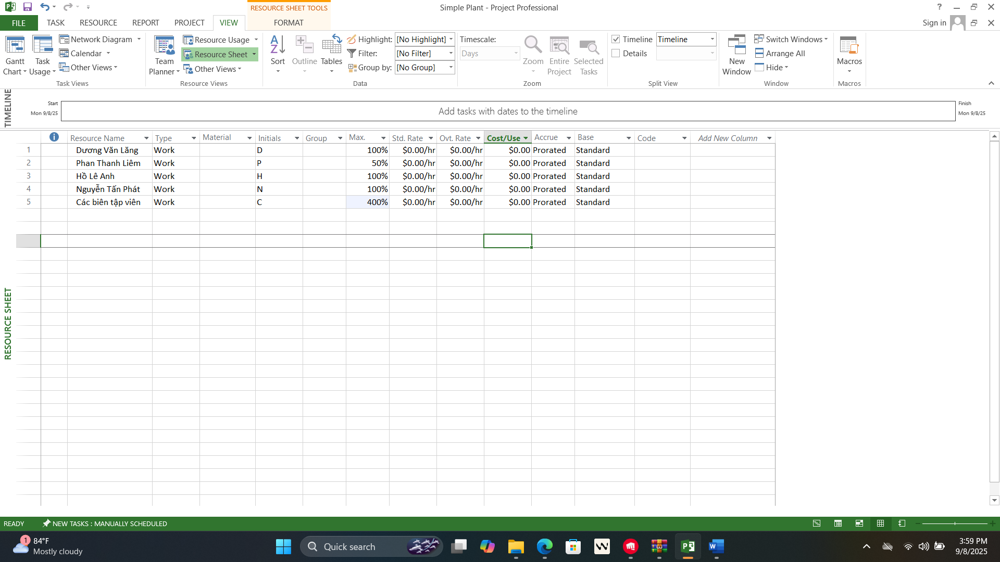 RESOURCE SHEET TOOLS
Simple Plant - Project Professional
?
FILE TASK RESOURCE REPORT PROJECT VIEW FORMAT
Sign in
Gantt Chart
Task Usage
Network Diagram
Calendar
Other Views
Task Views
Team Planner
Resource Usage
Resource Sheet
Other Views
Resource Views
Sort
Outline
Tables
Highlight: [No Highlight]
Filter: [No Filter]
Group by: [No Group]
Data
Timescale:
Days
Zoom
Entire Project
Selected Tasks
Zoom
Timeline Timeline
Details
Split View
New Window
Switch Windows
Arrange All
Hide
Window
Macros
Macros
TIMELINE
Start
Mon 9/8/25
Add tasks with dates to the timeline
Finish
Mon 9/8/25
Resource Name Type Material Initials Group Max. Std. Rate Ovt. Rate Cost/Use Accrue Base Code Add New Column
1 Dương Văn Lăng Work D 100% $0.00/hr $0.00/hr $0.00 Prorated Standard
2 Phan Thanh Liêm Work P 50% $0.00/hr $0.00/hr $0.00 Prorated Standard
3 Hồ Lê Anh Work H 100% $0.00/hr $0.00/hr $0.00 Prorated Standard
4 Nguyễn Tấn Phát Work N 100% $0.00/hr $0.00/hr $0.00 Prorated Standard
5 Các biên tập viên Work C 400% $0.00/hr $0.00/hr $0.00 Prorated Standard
RESOURCE SHEET
READY NEW TASKS : MANUALLY SCHEDULED
1
84°F
Mostly cloudy
Quick search
3:59 PM
9/8/2025